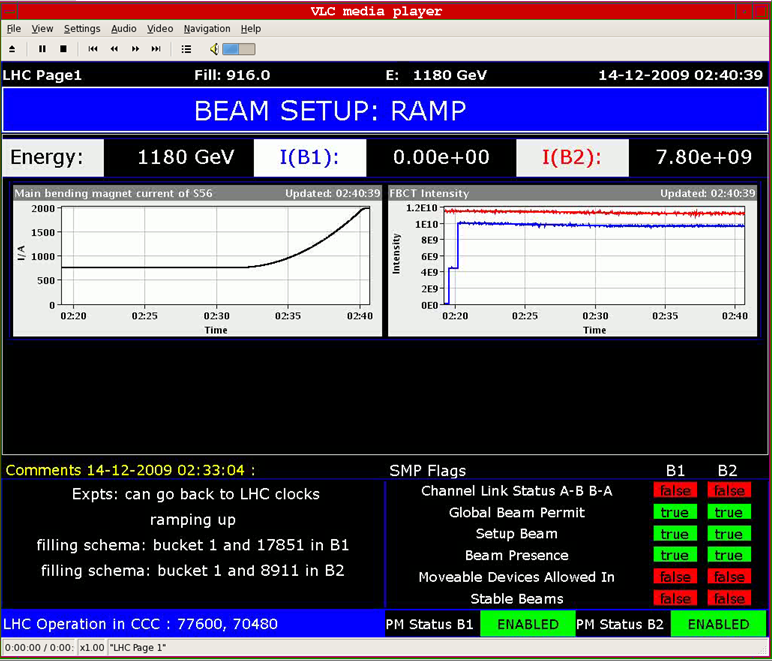 VLC media player
File View Settings Audio Video Navigation Help
LHC Page1 Fill: 916.0 E: 1180 GeV 14-12-2009 02:40:39
BEAM SETUP: RAMP
Energy: 1180 GeV I(B1): 0.00e+00 I(B2): 7.80e+09
Main bending magnet current of S56 Updated: 02:40:39
2000
1500
1000
500
0
I/A
02:20 02:25 02:30 02:35 02:40
Time
FBCT Intensity Updated: 02:40:39
1.2E10
1E10
8E9
6E9
4E9
2E9
0E0
Intensity
02:20 02:25 02:30 02:35 02:40
Time
Comments 14-12-2009 02:33:04 :
Expts: can go back to LHC clocks
ramping up
filling schema: bucket 1 and 17851 in B1
filling schema: bucket 1 and 8911 in B2
SMP Flags B1 B2
Channel Link Status A-B B-A false false
Global Beam Permit true true
Setup Beam true true
Beam Presence true true
Moveable Devices Allowed In false false
Stable Beams false false
LHC Operation in CCC : 77600, 70480 PM Status B1 ENABLED PM Status B2 ENABLED
0:00:00 / 0:00: x1.00 "LHC Page 1"